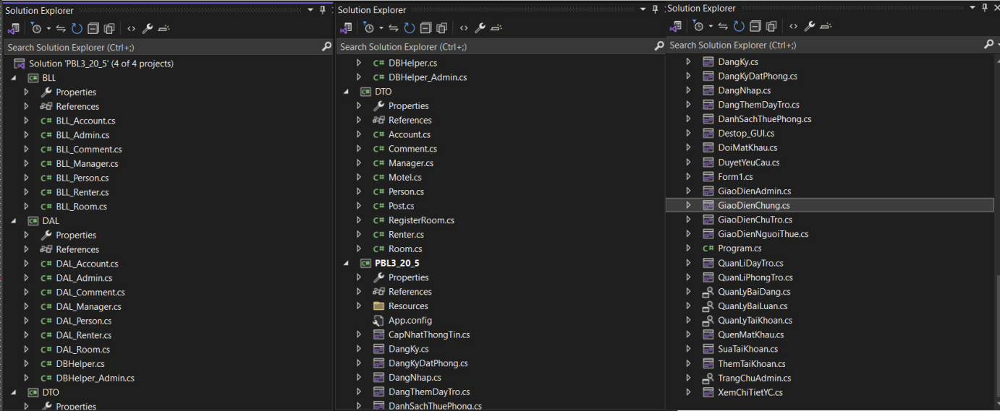 Solution Explorer
Search Solution Explorer (Ctrl+;)
Solution 'PBL3_20_5' (4 of 4 projects)
BLL
Properties
References
BLL_Account.cs
BLL_Admin.cs
BLL_Comment.cs
BLL_Manager.cs
BLL_Person.cs
BLL_Renter.cs
BLL_Room.cs
DAL
Properties
References
DAL_Account.cs
DAL_Admin.cs
DAL_Comment.cs
DAL_Manager.cs
DAL_Person.cs
DAL_Renter.cs
DAL_Room.cs
DBHelper.cs
DBHelper_Admin.cs
DTO
Properties
Solution Explorer
Search Solution Explorer (Ctrl+;)
DBHelper.cs
DBHelper_Admin.cs
DTO
Properties
References
Account.cs
Comment.cs
Manager.cs
Motel.cs
Person.cs
Post.cs
RegisterRoom.cs
Renter.cs
Room.cs
PBL3_20_5
Properties
References
Resources
App.config
CapNhatThongTin.cs
DangKy.cs
DangKyDatPhong.cs
DangNhap.cs
DangThemDayTro.cs
DanhSachThuePhong.cs
Solution Explorer
Search Solution Explorer (Ctrl+;)
DangKy.cs
DangKyDatPhong.cs
DangNhap.cs
DangThemDayTro.cs
DanhSachThuePhong.cs
Destop_GUI.cs
DoiMatKhau.cs
DuyetYeuCau.cs
Form1.cs
GiaoDienAdmin.cs
GiaoDienChung.cs
GiaoDienChuTro.cs
GiaoDienNguoiThue.cs
C# Program.cs
QuanLiDayTro.cs
QuanLiPhongTro.cs
QuanLyBaiDang.cs
QuanLyBaiLuan.cs
QuanLyTaiKhoan.cs
QuenMatKhau.cs
SuaTaiKhoan.cs
ThemTaiKhoan.cs
TrangChuAdmin.cs
XemChiTietYC.cs